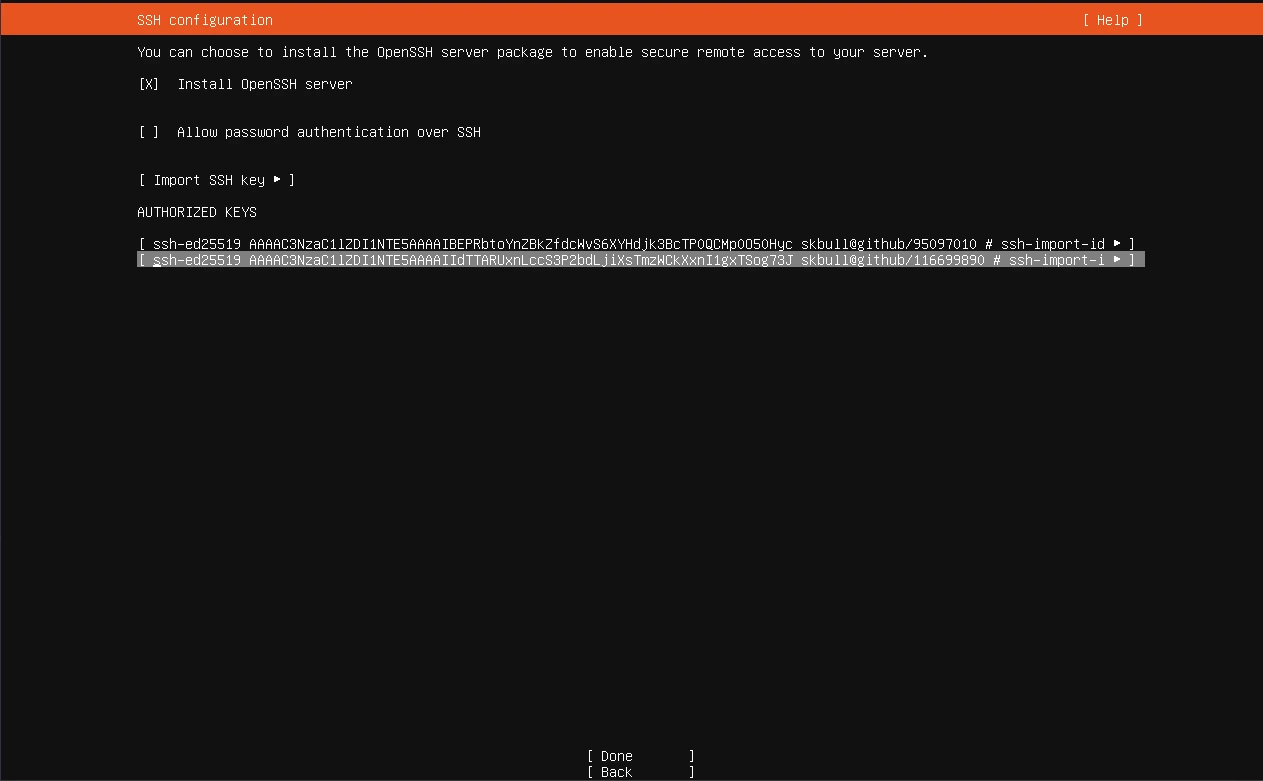 SSH configuration [ Help ]
You can choose to install the OpenSSH server package to enable secure remote access to your server.
[X] Install OpenSSH server
[ ] Allow password authentication over SSH
[ Import SSH key ▸ ]
AUTHORIZED KEYS
[ ssh-ed25519 AAAAC3NzaC1lZDI1NTE5AAAAIBEPRbtoYnZBkZfdcWvS6XYHdjk3BcTP0QCMp0O5OHyc skbull@github/95097010 # ssh-import-id ▸ ]
[ ssh-ed25519 AAAAC3NzaC1lZDI1NTE5AAAAIIdTTARUxnLccS3P2bdLjiXsTmzWCkXxnI1gxTSog73J skbull@github/116699890 # ssh-import-i ▸ ]
[ Done ]
[ Back ]